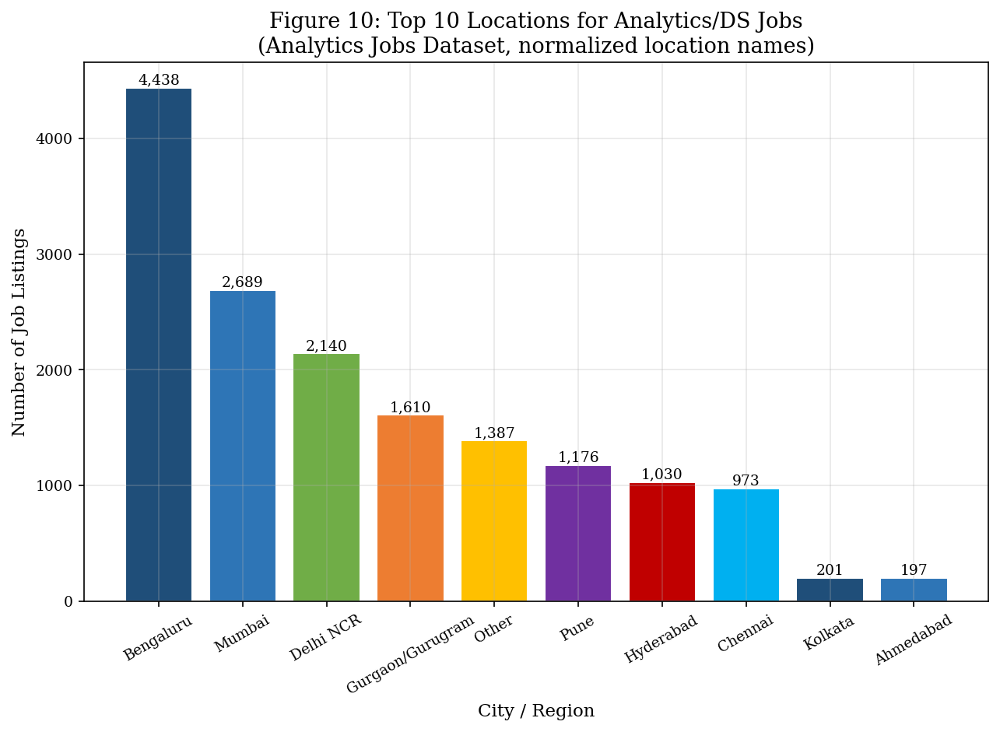 Figure 10: Top 10 Locations for Analytics/DS Jobs
(Analytics Jobs Dataset, normalized location names)
Number of Job Listings
4000
3000
2000
1000
0
4,438
2,689
2,140
1,610
1,387
1,176
1,030
973
201
197
Bengaluru
Mumbai
Delhi NCR
Gurgaon/Gurugram
Other
Pune
Hyderabad
Chennai
Kolkata
Ahmedabad
City / Region